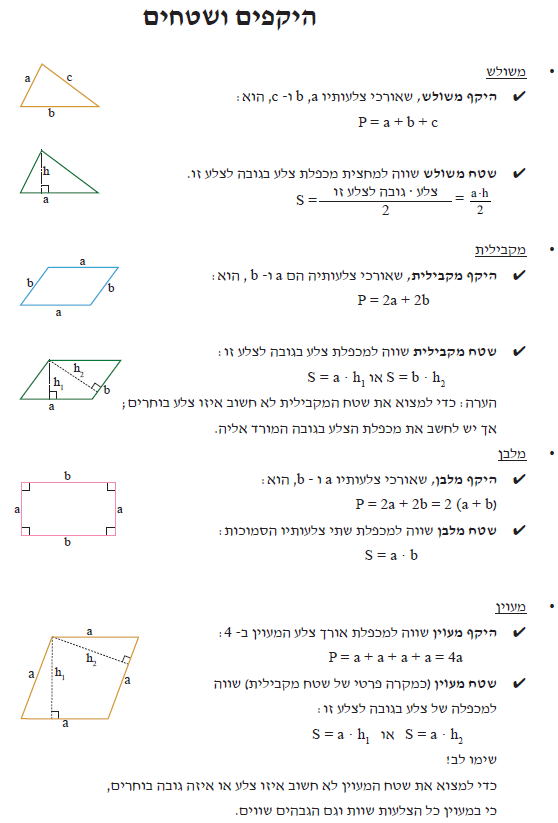 היקפים ושטחים
• משולש
✔ היקף משולש, שאורכי צלעותיו a, b ו- c, הוא:
P = a + b + c
a
c
b
✔ שטח משולש שווה למחצית מכפלת צלע בגובה לצלע זו.
S = צלע · גובה לצלע זו / 2 = a·h / 2
h
a
• מקבילית
✔ היקף מקבילית, שאורכי צלעותיה הם a ו- b , הוא:
P = 2a + 2b
a
b
b
a
✔ שטח מקבילית שווה למכפלת צלע בגובה לצלע זו:
S = a · h₁ או S = b · h₂
הערה: כדי למצוא את שטח המקבילית לא חשוב איזו צלע בוחרים;
אך יש לחשב את מכפלת הצלע בגובה המורד אליה.
h₂
h₁
b
a
• מלבן
✔ היקף מלבן, שאורכי צלעותיו a ו - b, הוא:
P = 2a + 2b = 2 (a + b)
✔ שטח מלבן שווה למכפלת שתי צלעותיו הסמוכות:
S = a · b
b
a
a
b
• מעוין
✔ היקף מעוין שווה למכפלת אורך צלע המעוין ב- 4:
P = a + a + a + a = 4a
✔ שטח מעוין (כמקרה פרטי של שטח מקבילית) שווה
למכפלה של צלע בגובה לצלע זו:
S = a · h₁ או S = a · h₂
שימו לב!
כדי למצוא את שטח המעוין לא חשוב איזו צלע או איזה גובה בוחרים,
כי במעוין כל הצלעות שוות וגם הגבהים שווים.
a
h₂
a
h₁
a
a